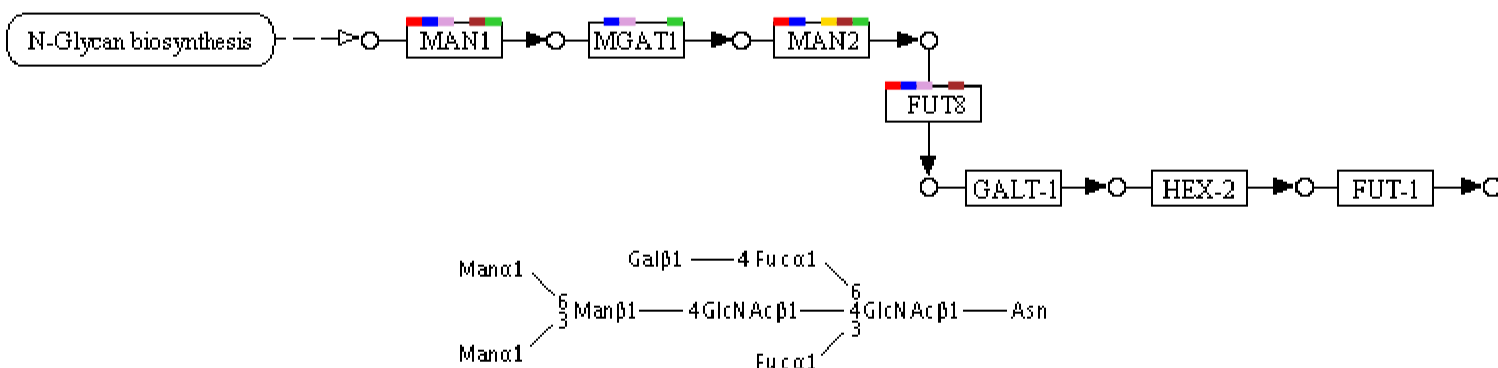 N-Glycan biosynthesis
MAN1
MGAT1
MAN2
FUT8
GALT-1
HEX-2
FUT-1
Galβ1 4 Fucα1
Manα1
6
6
Manβ1 4GlcNAcβ1 4GlcNAcβ1 Asn
3
3
Manα1
Fucα1